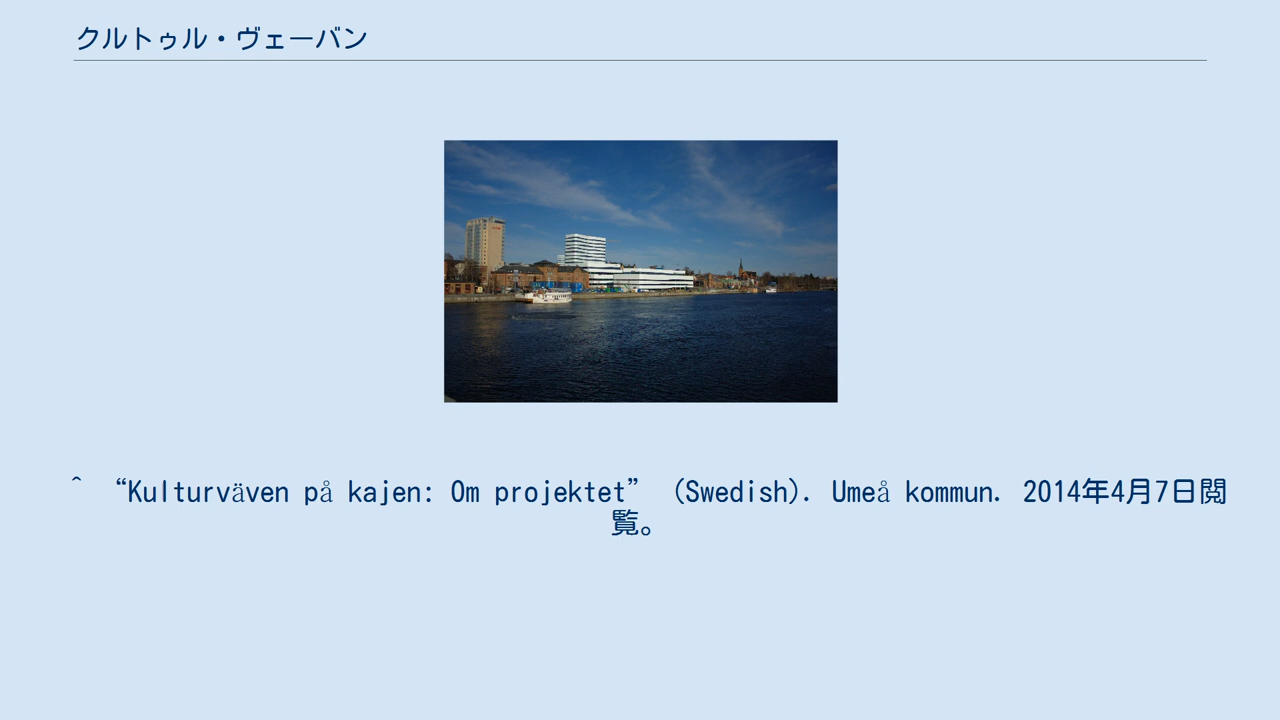 クルトゥル・ヴェーバン
^ “Kulturväven på kajen: Om projektet” (Swedish). Umeå kommun. 2014年4月7日閲
覧。